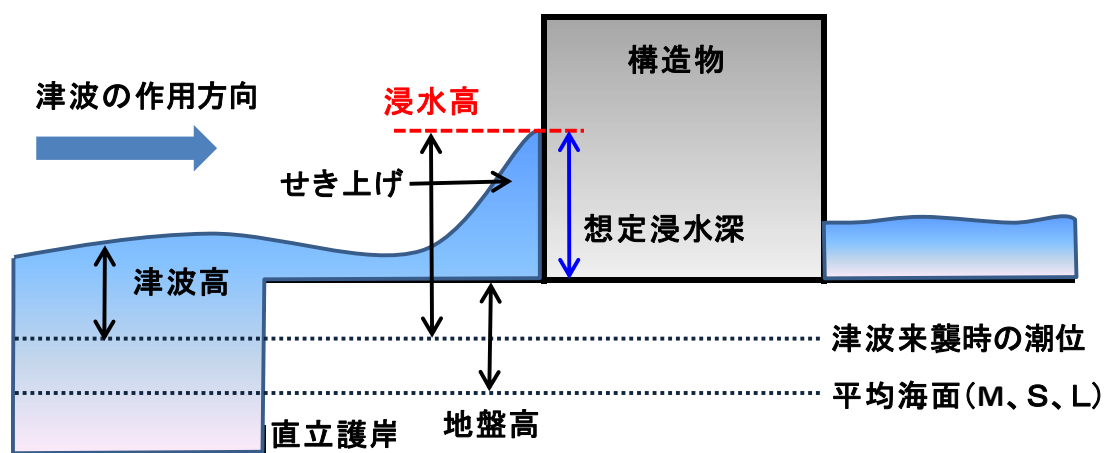 構造物
津波の作用方向
浸水高
せき上げ
想定浸水深
津波高
津波来襲時の潮位
平均海面(M、S、L)
地盤高
直立護岸